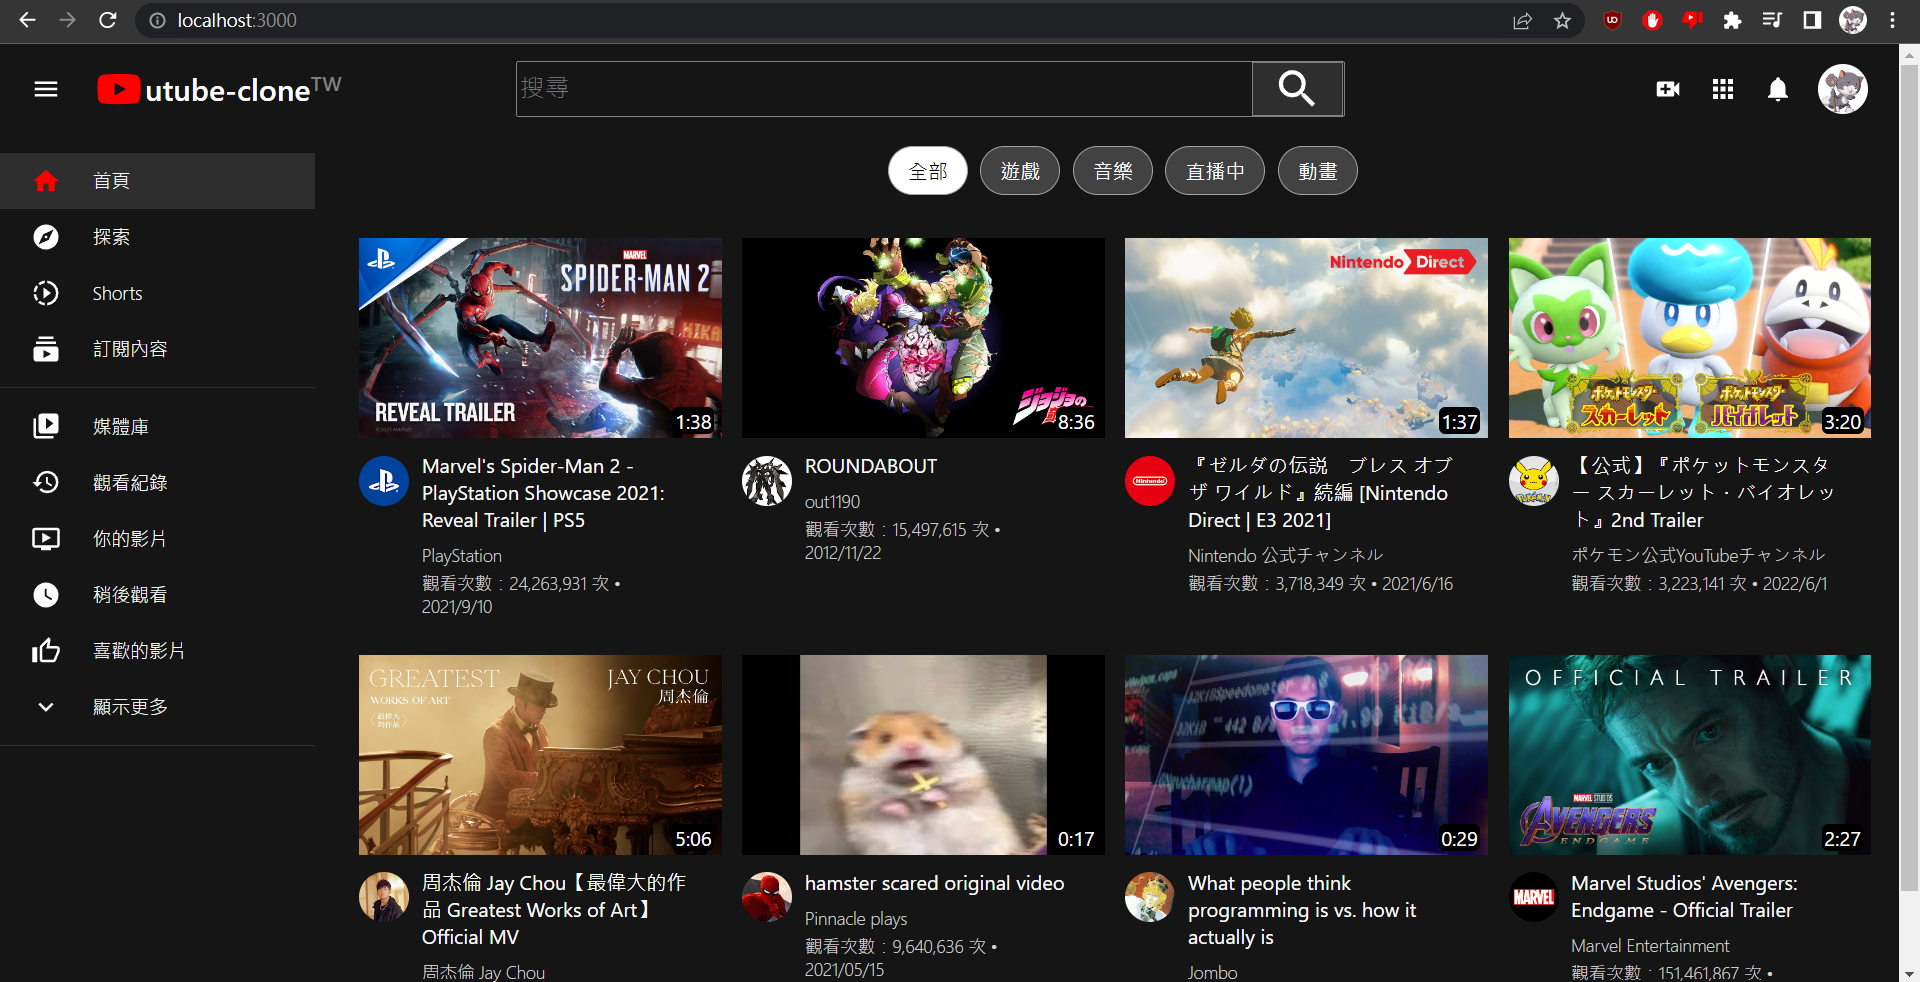 localhost:3000
utube-clone TW
搜尋
首頁
探索
Shorts
訂閱內容
媒體庫
觀看紀錄
你的影片
稍後觀看
喜歡的影片
顯示更多
全部 遊戲 音樂 直播中 動畫
MARVEL
SPIDER-MAN 2
REVEAL TRAILER
1:38
Marvel's Spider-Man 2 -
PlayStation Showcase 2021:
Reveal Trailer | PS5
PlayStation
觀看次數：24,263,931 次 •
2021/9/10
ジョジョの
8:36
ROUNDABOUT
out1190
觀看次數：15,497,615 次 •
2012/11/22
Nintendo Direct
1:37
Nintendo
『ゼルダの伝説　ブレス オブ
ザ ワイルド』続編 [Nintendo
Direct | E3 2021]
Nintendo 公式チャンネル
觀看次數：3,718,349 次 • 2021/6/16
ポケットモンスター
スカーレット
ポケットモンスター
バイオレット
3:20
【公式】『ポケットモンスタ
ー スカーレット・バイオレッ
ト』2nd Trailer
ポケモン公式YouTubeチャンネル
觀看次數：3,223,141 次 • 2022/6/1
GREATEST
WORKS OF ART
最偉大
的作品
JAY CHOU
周杰倫
5:06
周杰倫 Jay Chou【最偉大的作
品 Greatest Works of Art】
Official MV
周杰倫 Jay Chou
0:17
hamster scared original video
Pinnacle plays
觀看次數：9,640,636 次 •
2021/05/15
0:29
What people think
programming is vs. how it
actually is
Jombo
OFFICIAL TRAILER
MARVEL STUDIOS
AVENGERS
ENDGAME
2:27
MARVEL
Marvel Studios' Avengers:
Endgame - Official Trailer
Marvel Entertainment
觀看次數：151,461,867 次 •